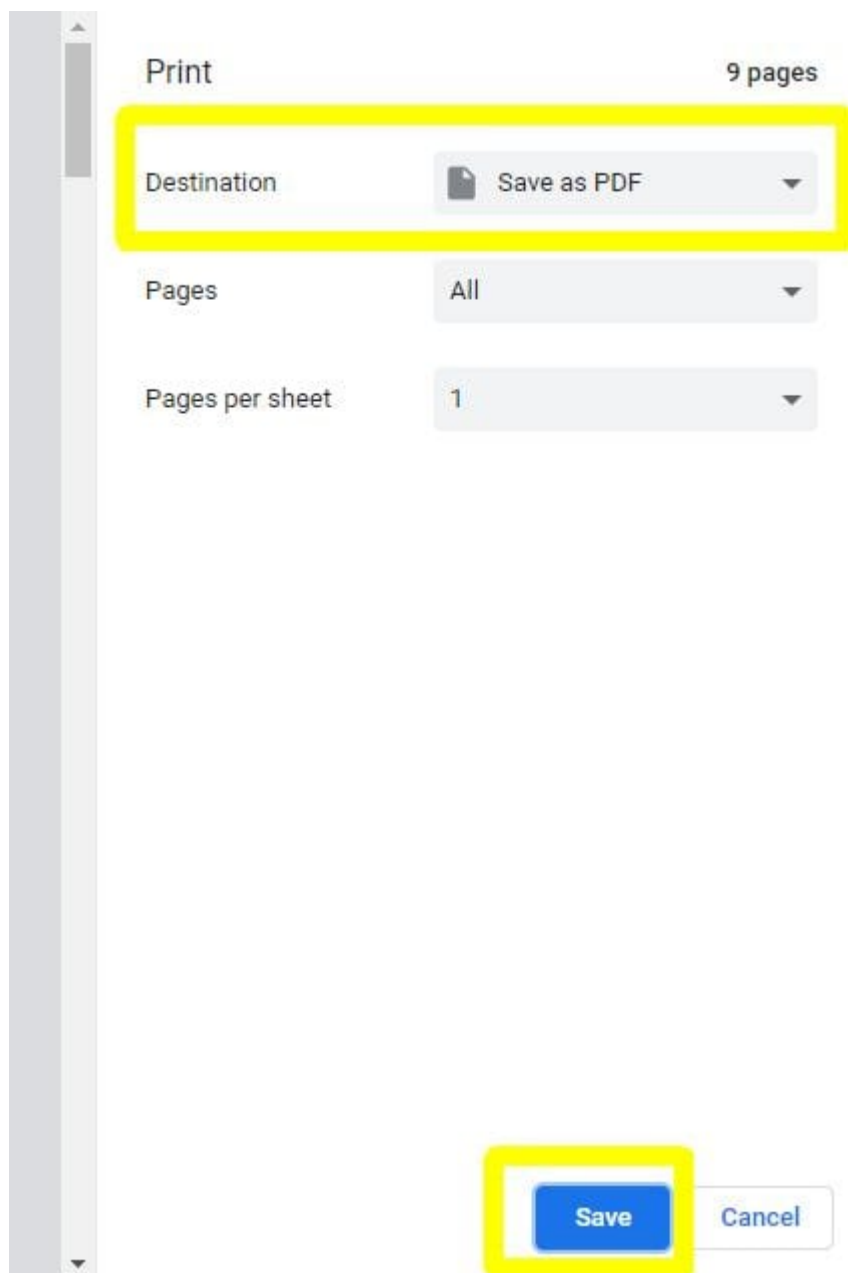 Print 9 pages
Destination Save as PDF
Pages All
Pages per sheet 1
Save Cancel